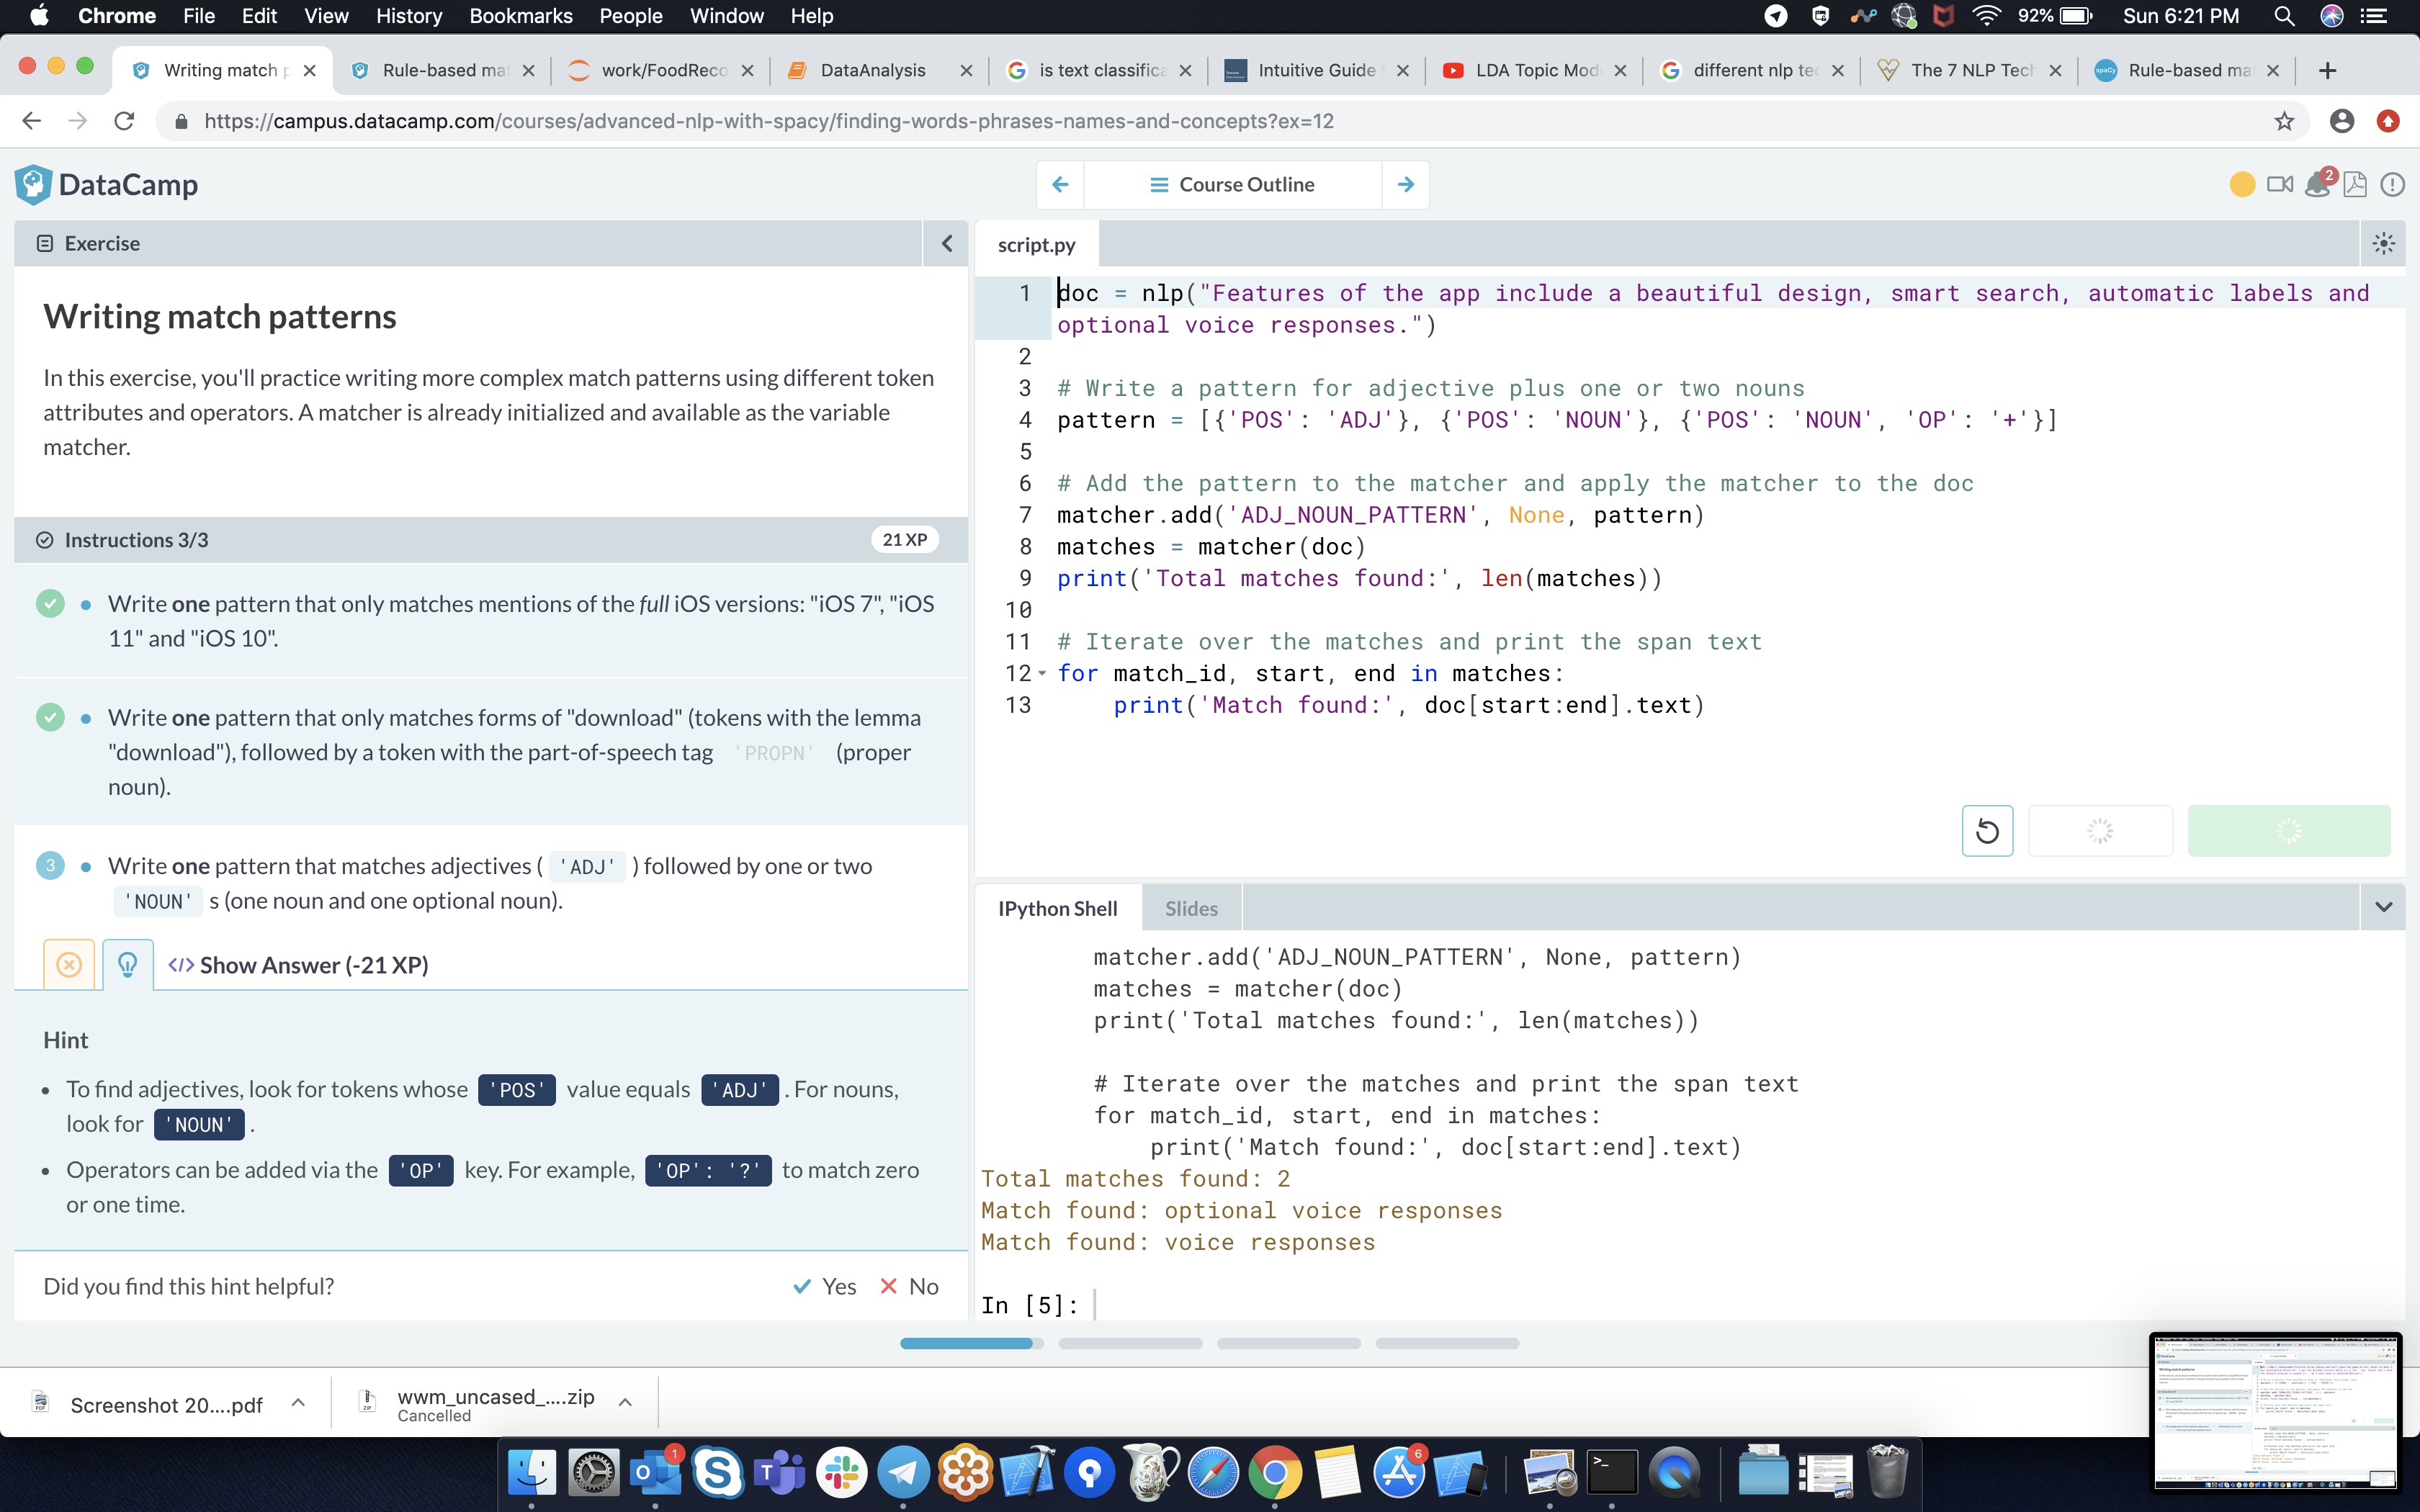 Chrome File Edit View History Bookmarks People Window Help
92% Sun 6:21 PM
Writing match p
Rule-based mat
work/FoodReco
DataAnalysis
is text classifica
Intuitive Guide
LDA Topic Mod
different nlp tec
The 7 NLP Tech
Rule-based mat
https://campus.datacamp.com/courses/advanced-nlp-with-spacy/finding-words-phrases-names-and-concepts?ex=12
DataCamp
Course Outline
2
Exercise
Writing match patterns
In this exercise, you'll practice writing more complex match patterns using different token
attributes and operators. A matcher is already initialized and available as the variable
matcher.
Instructions 3/3
21 XP
Write one pattern that only matches mentions of the full iOS versions: "iOS 7", "iOS
11" and "iOS 10".
Write one pattern that only matches forms of "download" (tokens with the lemma
"download"), followed by a token with the part-of-speech tag 'PROPN' (proper
noun).
3 Write one pattern that matches adjectives ( 'ADJ' ) followed by one or two
'NOUN' s (one noun and one optional noun).
</> Show Answer (-21 XP)
Hint
To find adjectives, look for tokens whose 'POS' value equals 'ADJ' . For nouns,
look for 'NOUN' .
Operators can be added via the 'OP' key. For example, 'OP': '?' to match zero
or one time.
Did you find this hint helpful?
Yes No
script.py
1 doc = nlp("Features of the app include a beautiful design, smart search, automatic labels and
optional voice responses.")
2
3 # Write a pattern for adjective plus one or two nouns
4 pattern = [{'POS': 'ADJ'}, {'POS': 'NOUN'}, {'POS': 'NOUN', 'OP': '+'}]
5
6 # Add the pattern to the matcher and apply the matcher to the doc
7 matcher.add('ADJ_NOUN_PATTERN', None, pattern)
8 matches = matcher(doc)
9 print('Total matches found:', len(matches))
10
11 # Iterate over the matches and print the span text
12 for match_id, start, end in matches:
13 print('Match found:', doc[start:end].text)
IPython Shell
Slides
matcher.add('ADJ_NOUN_PATTERN', None, pattern)
matches = matcher(doc)
print('Total matches found:', len(matches))
# Iterate over the matches and print the span text
for match_id, start, end in matches:
print('Match found:', doc[start:end].text)
Total matches found: 2
Match found: optional voice responses
Match found: voice responses
In [5]:
Screenshot 20....pdf
wwm_uncased_....zip
Cancelled
1
6